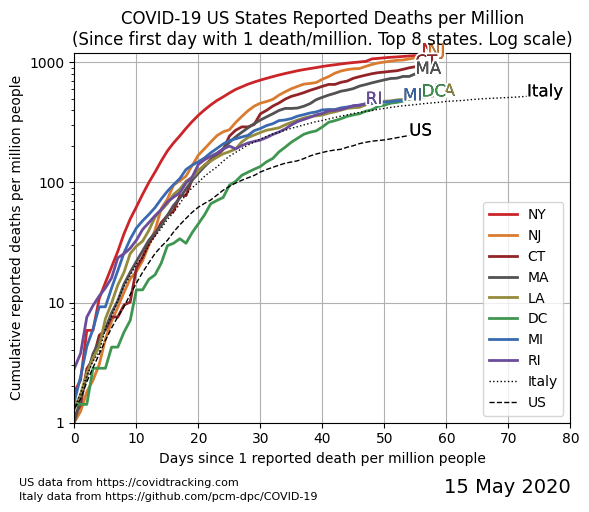 COVID-19 US States Reported Deaths per Million
(Since first day with 1 death/million. Top 8 states. Log scale)
Cumulative reported deaths per million people
1000
100
10
1
NJ
CT
MA
RI
MI
DC
Italy
US
NY
NJ
CT
MA
LA
DC
MI
RI
Italy
US
0 10 20 30 40 50 60 70 80
Days since 1 reported death per million people
US data from https://covidtracking.com
Italy data from https://github.com/pcm-dpc/COVID-19
15 May 2020